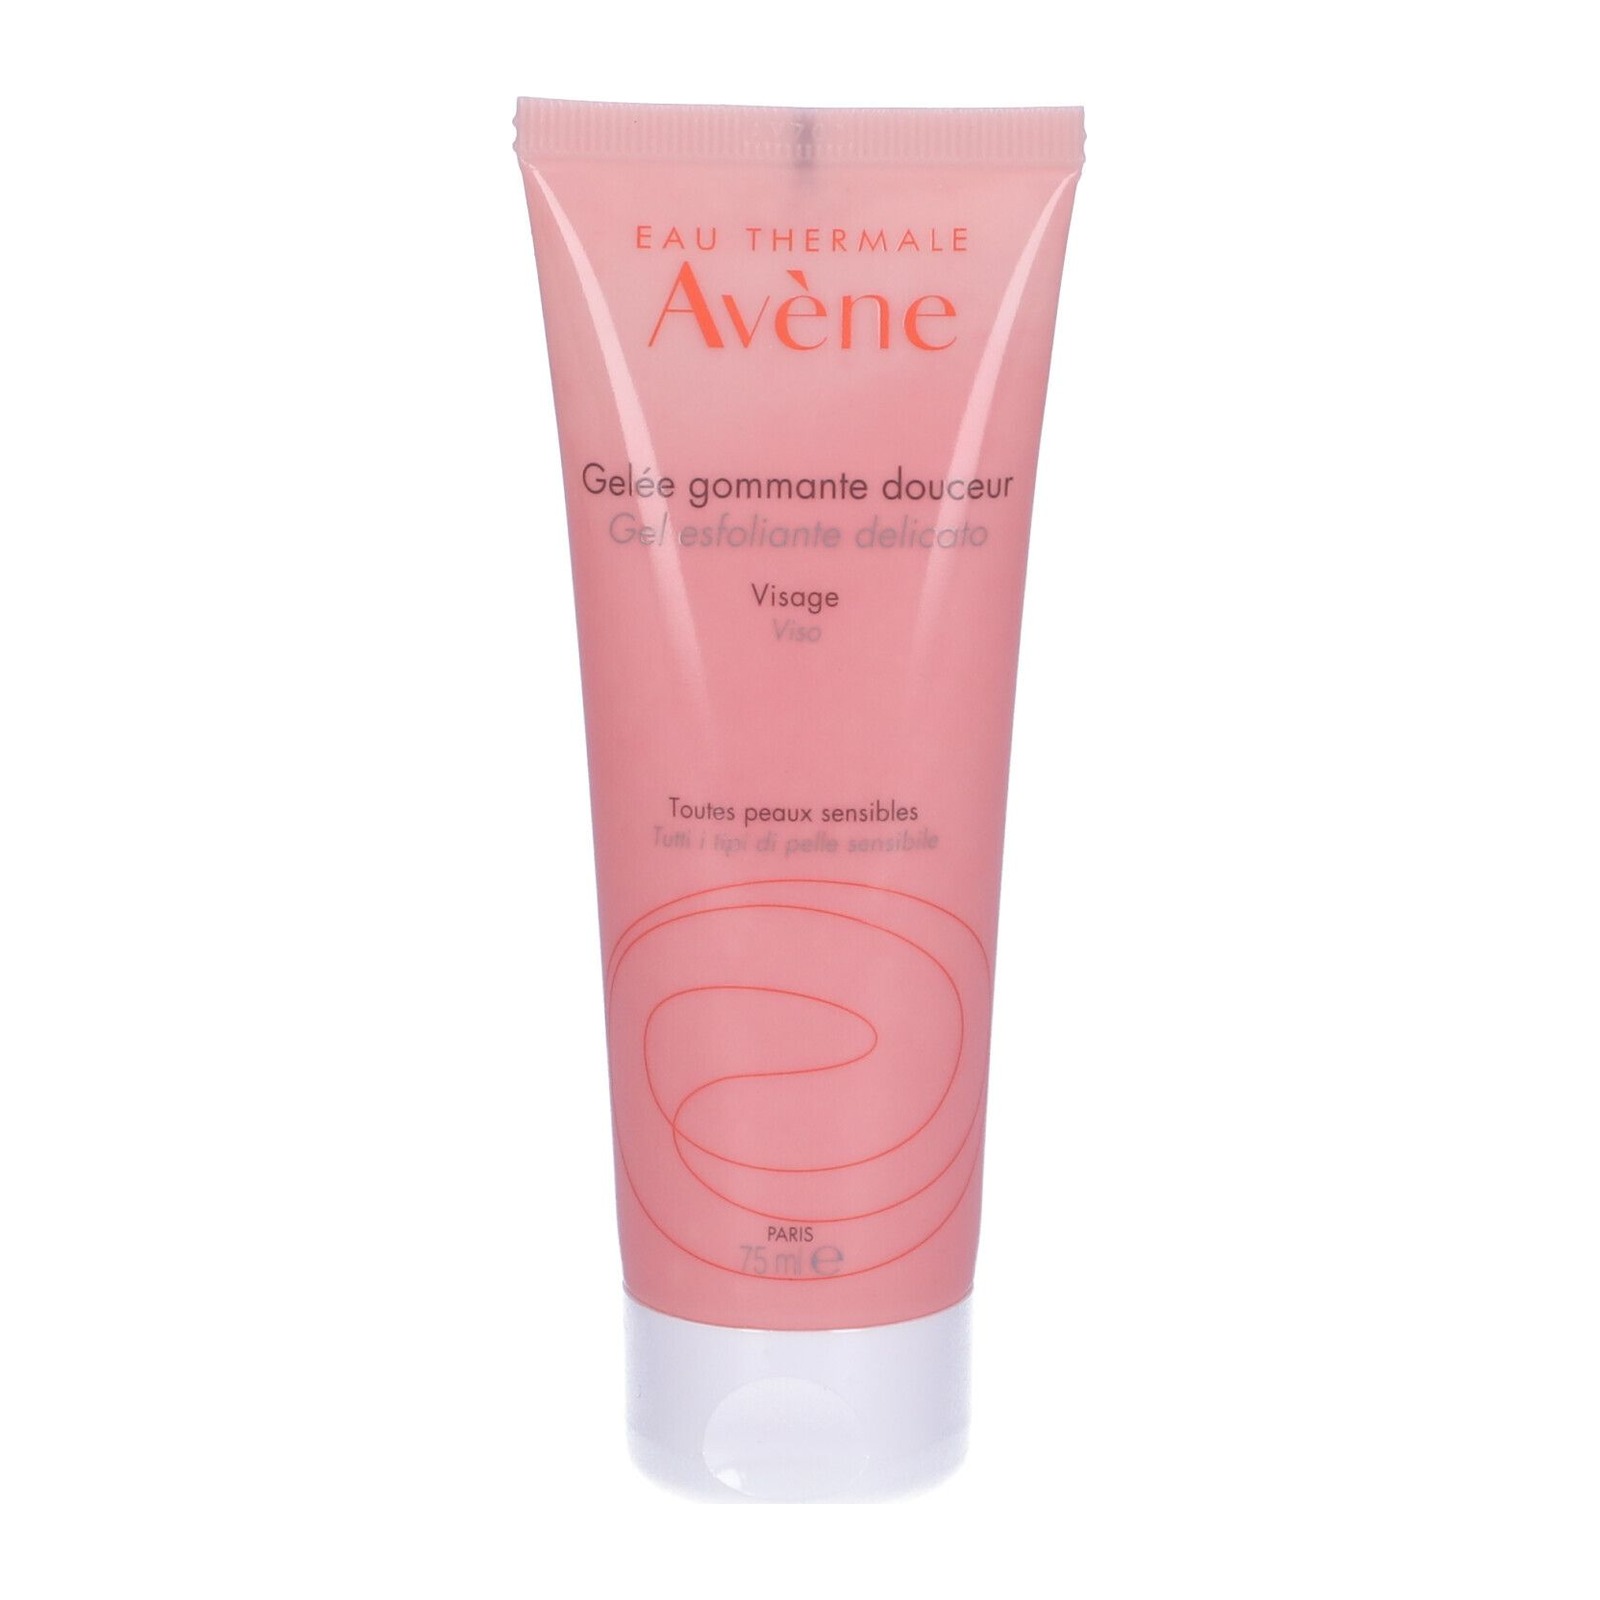 EAU THERMALE
Avène
Gelée gommante douceur
Gel esfoliante delicato
Visage
Viso
Toutes peaux sensibles
Tutti i tipi di pelle sensibile
PARIS
75 ml ℮